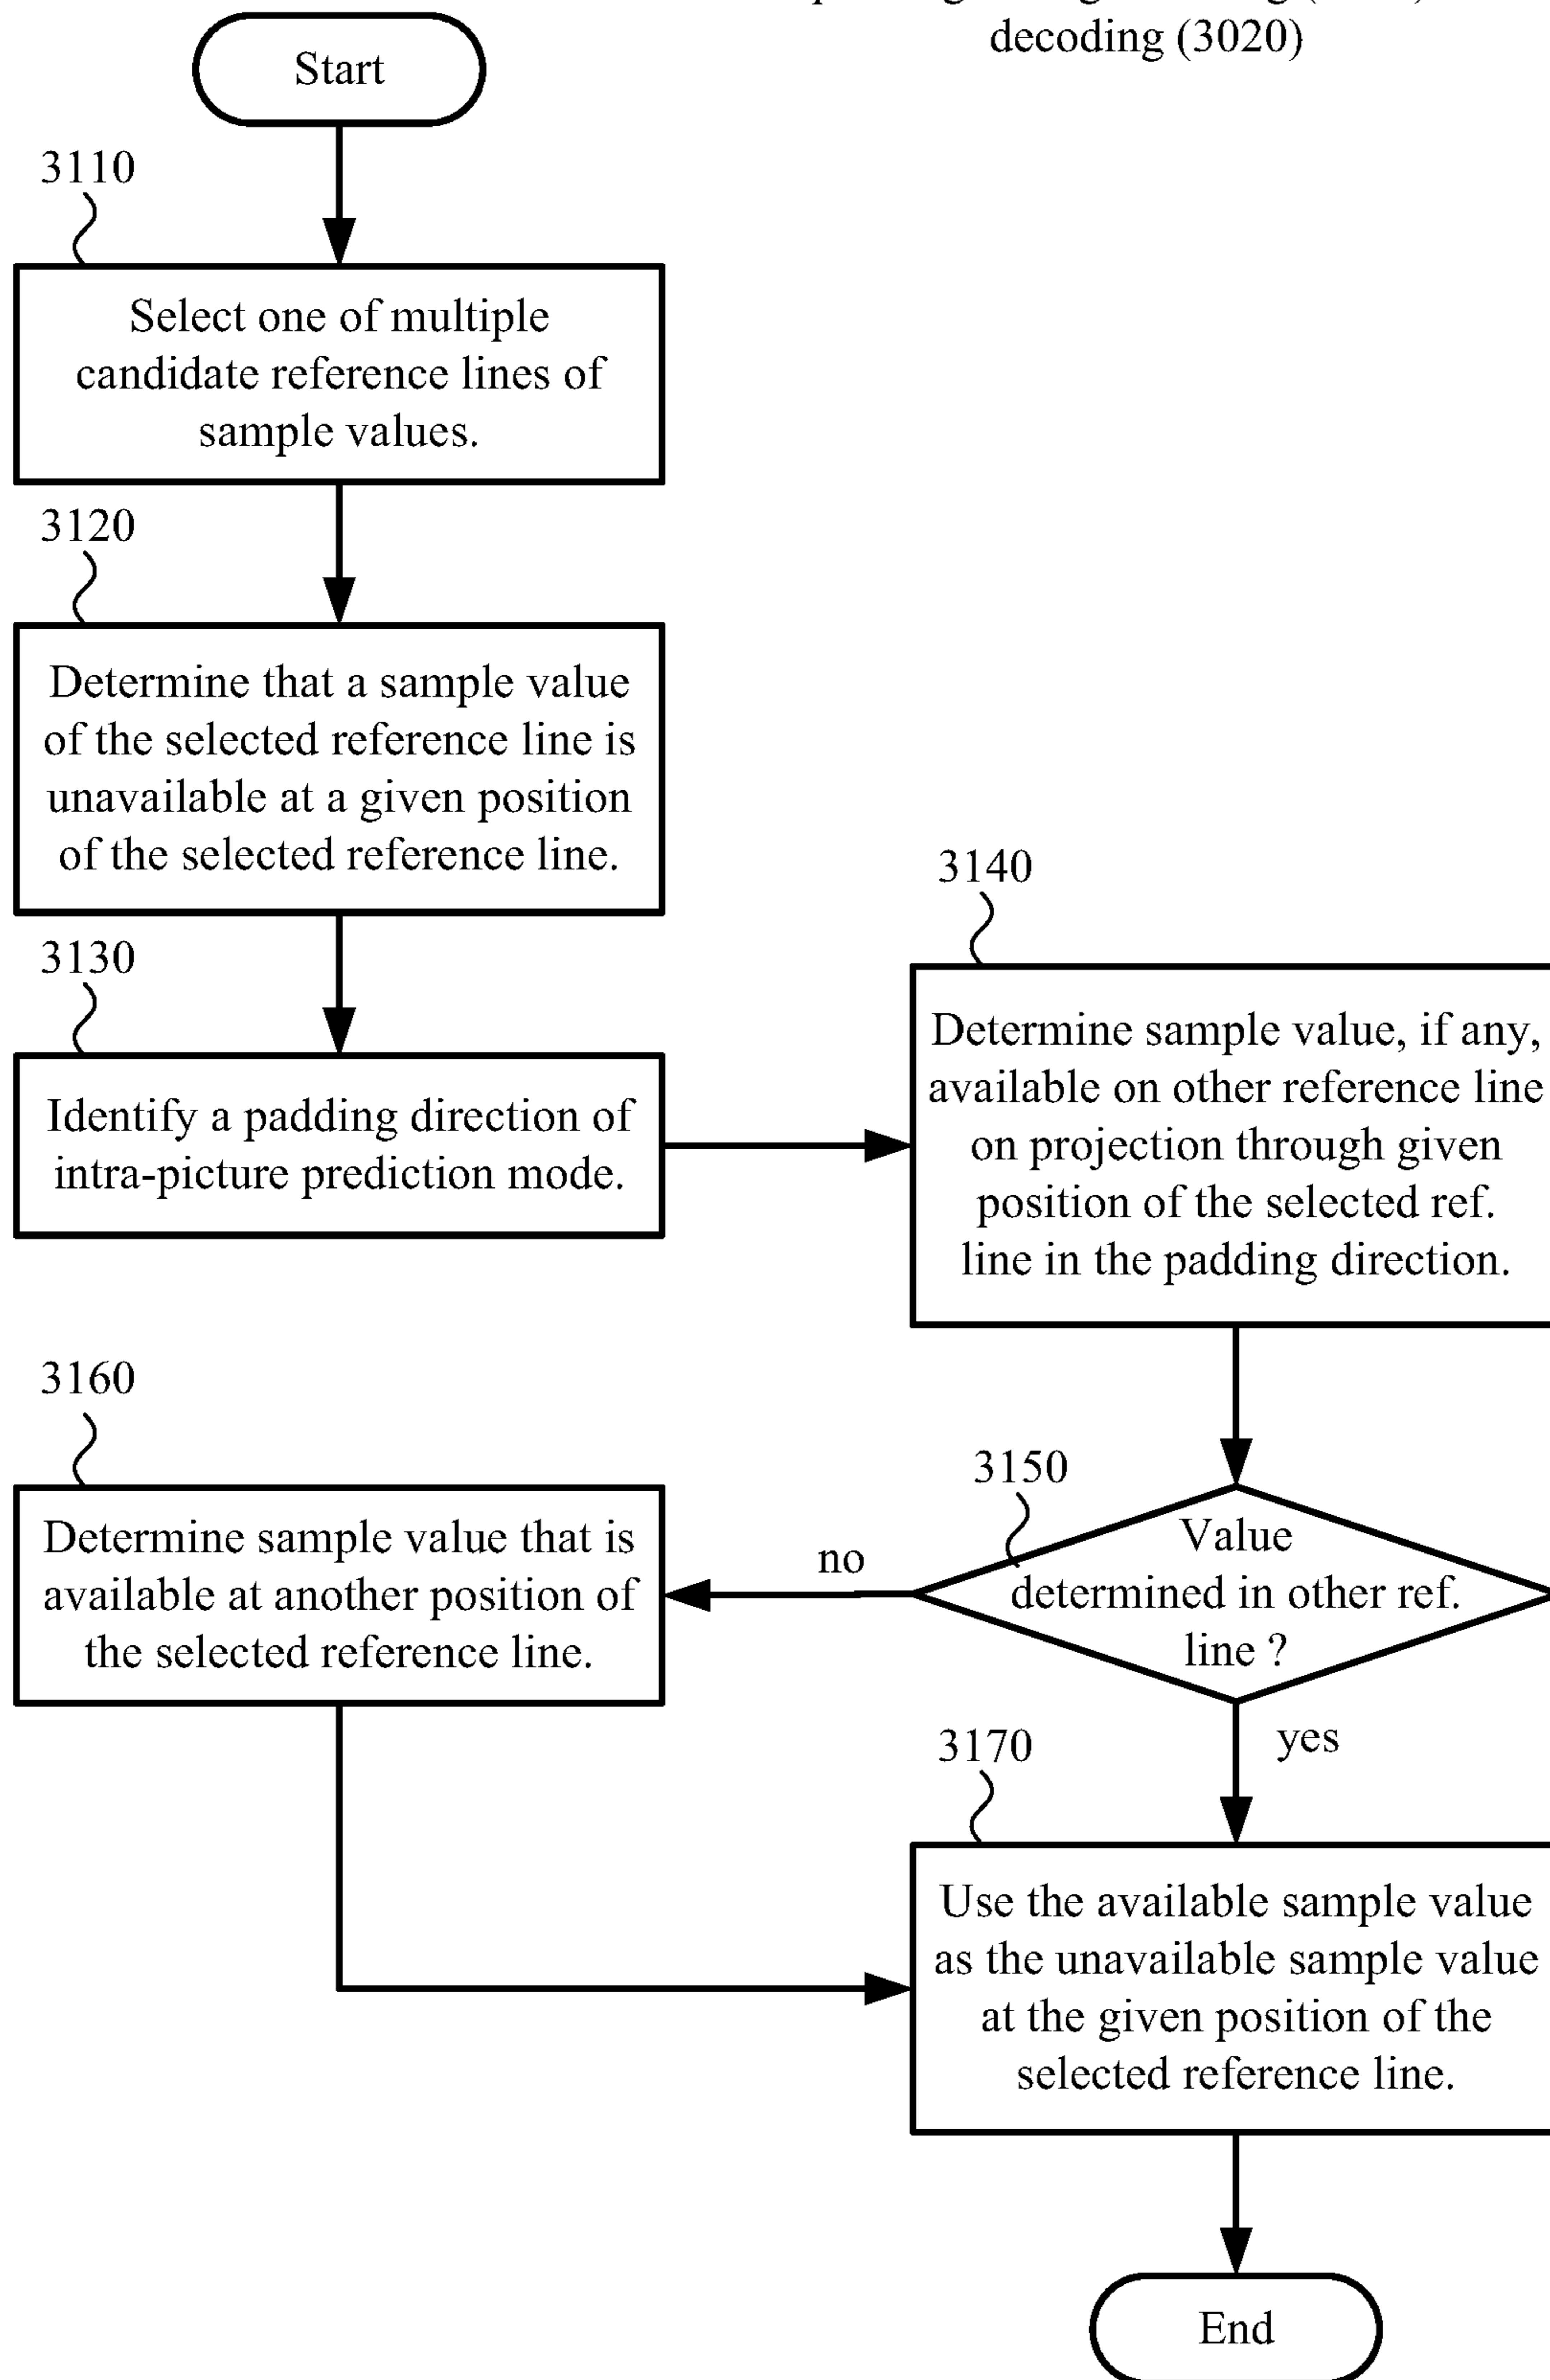 decoding (3020)
Start
3110
Select one of multiple
candidate reference lines of
sample values.
3120
Determine that a sample value
of the selected reference line is
unavailable at a given position
of the selected reference line.
3130
Identify a padding direction of
intra-picture prediction mode.
3140
Determine sample value, if any,
available on other reference line
on projection through given
position of the selected ref.
line in the padding direction.
3150
Value
determined in other ref.
line ?
no
yes
3160
Determine sample value that is
available at another position of
the selected reference line.
3170
Use the available sample value
as the unavailable sample value
at the given position of the
selected reference line.
End